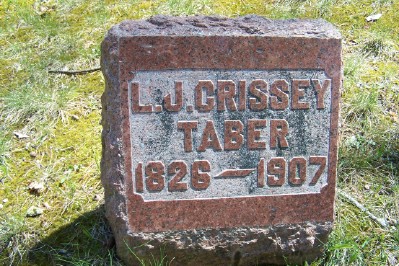 L.J. CRISSEY
TABER
1826 — 1907